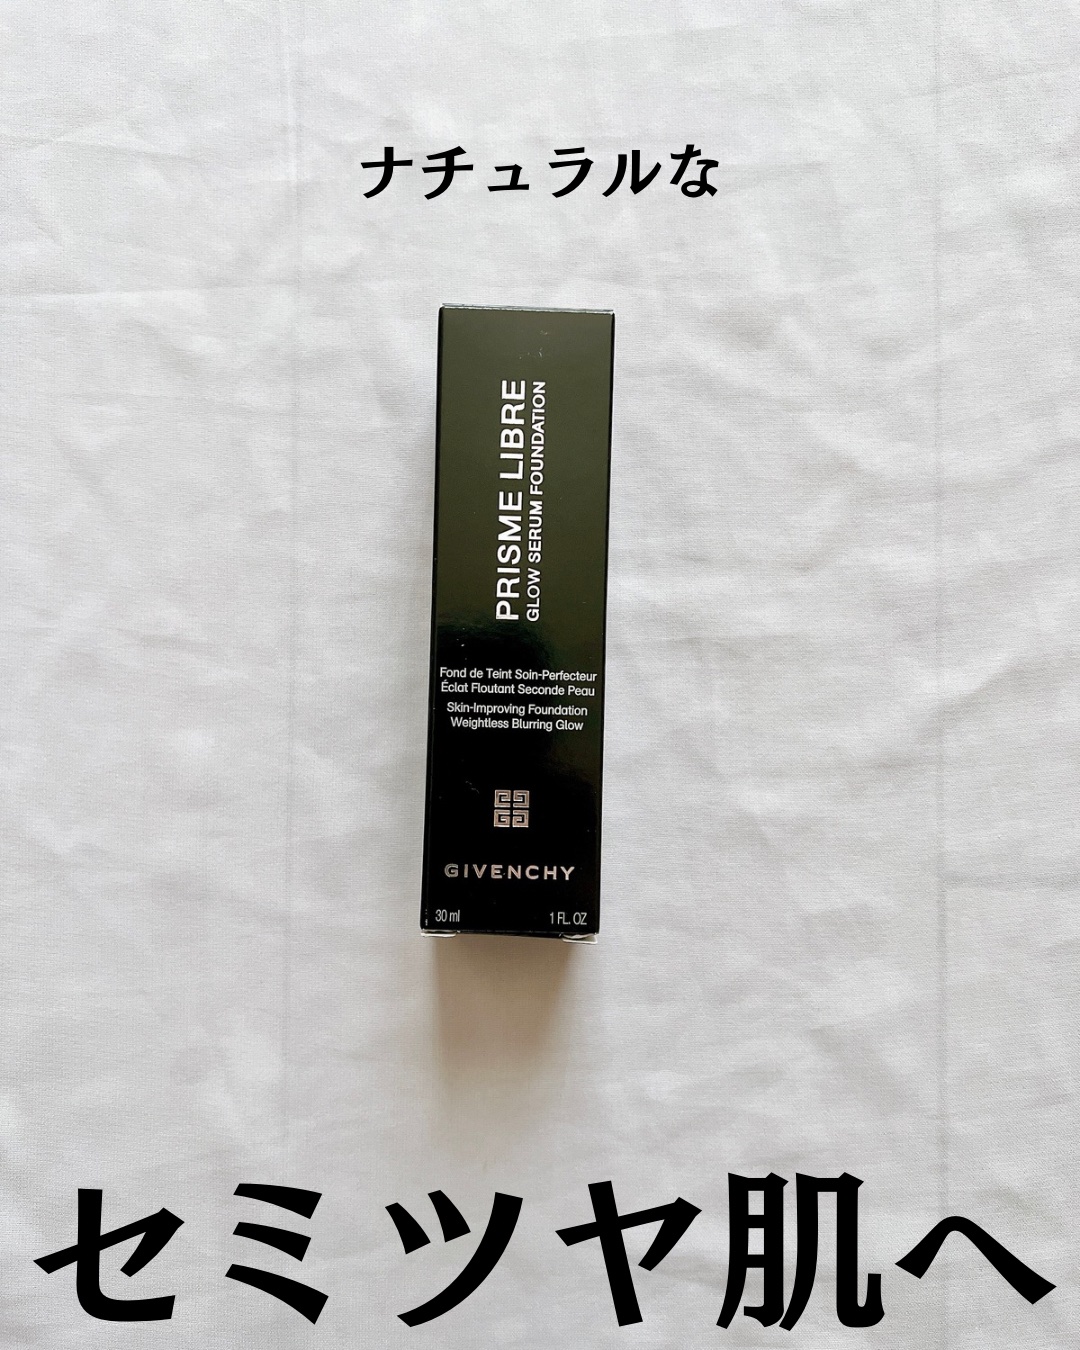 ナチュラルな
PRISME LIBRE
GLOW SERUM FOUNDATION
Fond de Teint Soin-Perfecteur
Éclat Floutant Seconde Peau
Skin-Improving Foundation
Weightless Blurring Glow
GIVENCHY
30 ml 1 FL. OZ
セミツヤ肌へ